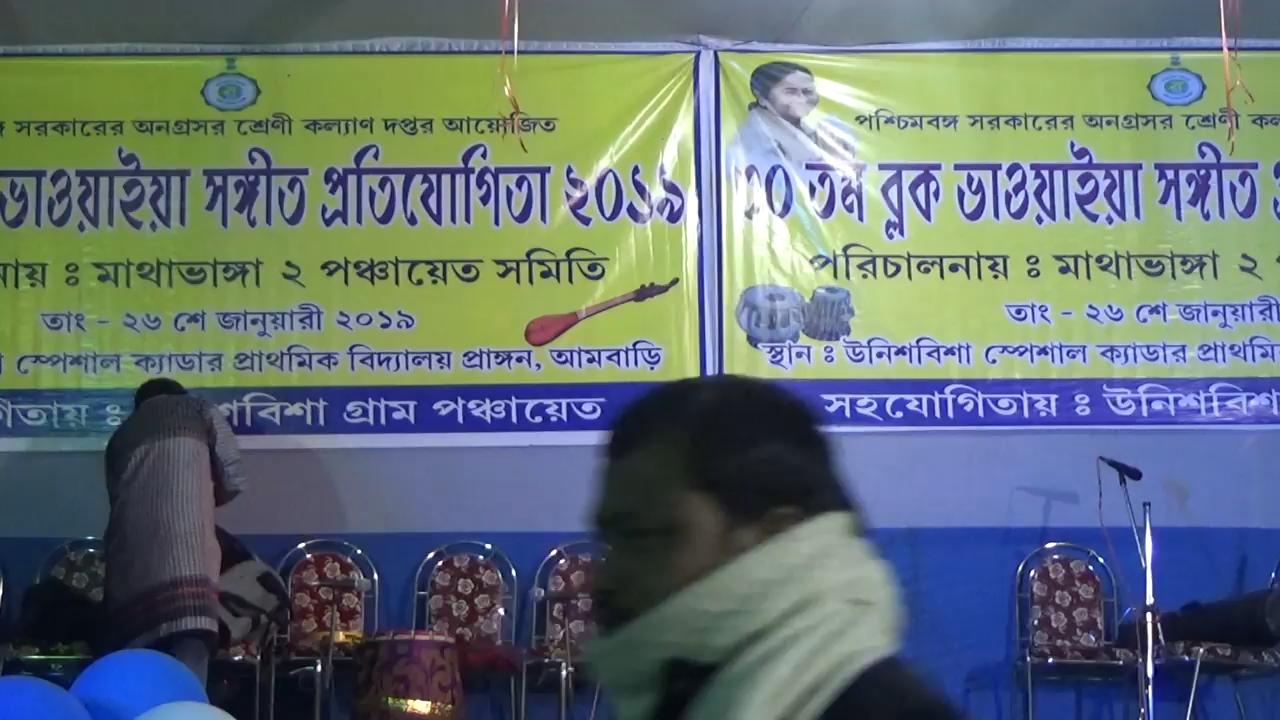 সরকারের অনগ্রসর শ্রেণী কল্যাণ দপ্তর আয়োজিত
ভাওয়াইয়া সঙ্গীত প্রতিযোগিতা ২০১৯
ঃ মাথাভাঙ্গা ২ পঞ্চায়েত সমিতি
তাং - ২৬ শে জানুয়ারী ২০১৯
স্পেশাল ক্যাডার প্রাথমিক বিদ্যালয় প্রাঙ্গন, আমবাড়ি
গ্রাম পঞ্চায়েত
পশ্চিমবঙ্গ সরকারের অনগ্রসর শ্রেণী
৩০ তম ব্লক ভাওয়াইয়া সঙ্গীত
পরিচালনায় ঃ মাথাভাঙ্গা ২
তাং - ২৬ শে জানুয়ারী
স্থান ঃ উনিশবিশা স্পেশাল ক্যাডার
সহযোগিতায় ঃ উনিশবিশা